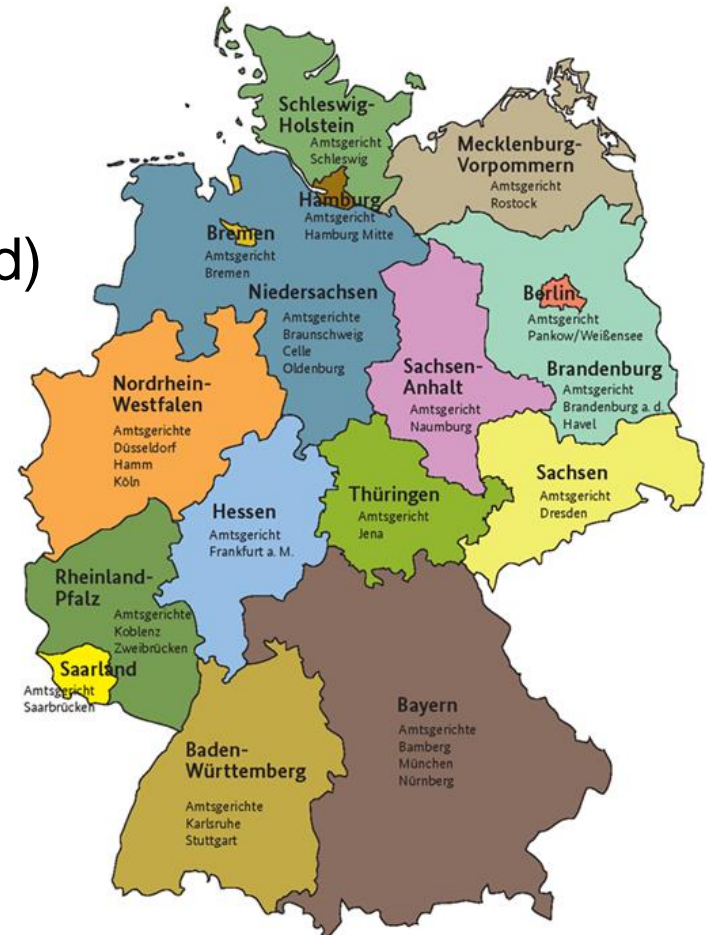 Schleswig-
Holstein
Amtsgericht
Schleswig
Mecklenburg-
Vorpommern
Amtsgericht
Rostock
Hamburg
Amtsgericht
Hamburg Mitte
Bremen
Amtsgericht
Bremen
d)
Niedersachsen
Amtsgerichte
Braunschweig
Celle
Oldenburg
Berlin
Amtsgericht
Pankow/Weißensee
Brandenburg
Amtsgericht
Brandenburg a. d.
Havel
Sachsen-
Anhalt
Amtsgericht
Naumburg
Nordrhein-
Westfalen
Amtsgerichte
Düsseldorf
Hamm
Köln
Sachsen
Amtsgericht
Dresden
Thüringen
Amtsgericht
Jena
Hessen
Amtsgericht
Frankfurt a. M.
Rheinland-
Pfalz
Amtsgerichte
Koblenz
Zweibrücken
Saarland
Amtsgericht
Saarbrücken
Bayern
Amtsgerichte
Bamberg
München
Nürnberg
Baden-
Württemberg
Amtsgerichte
Karlsruhe
Stuttgart